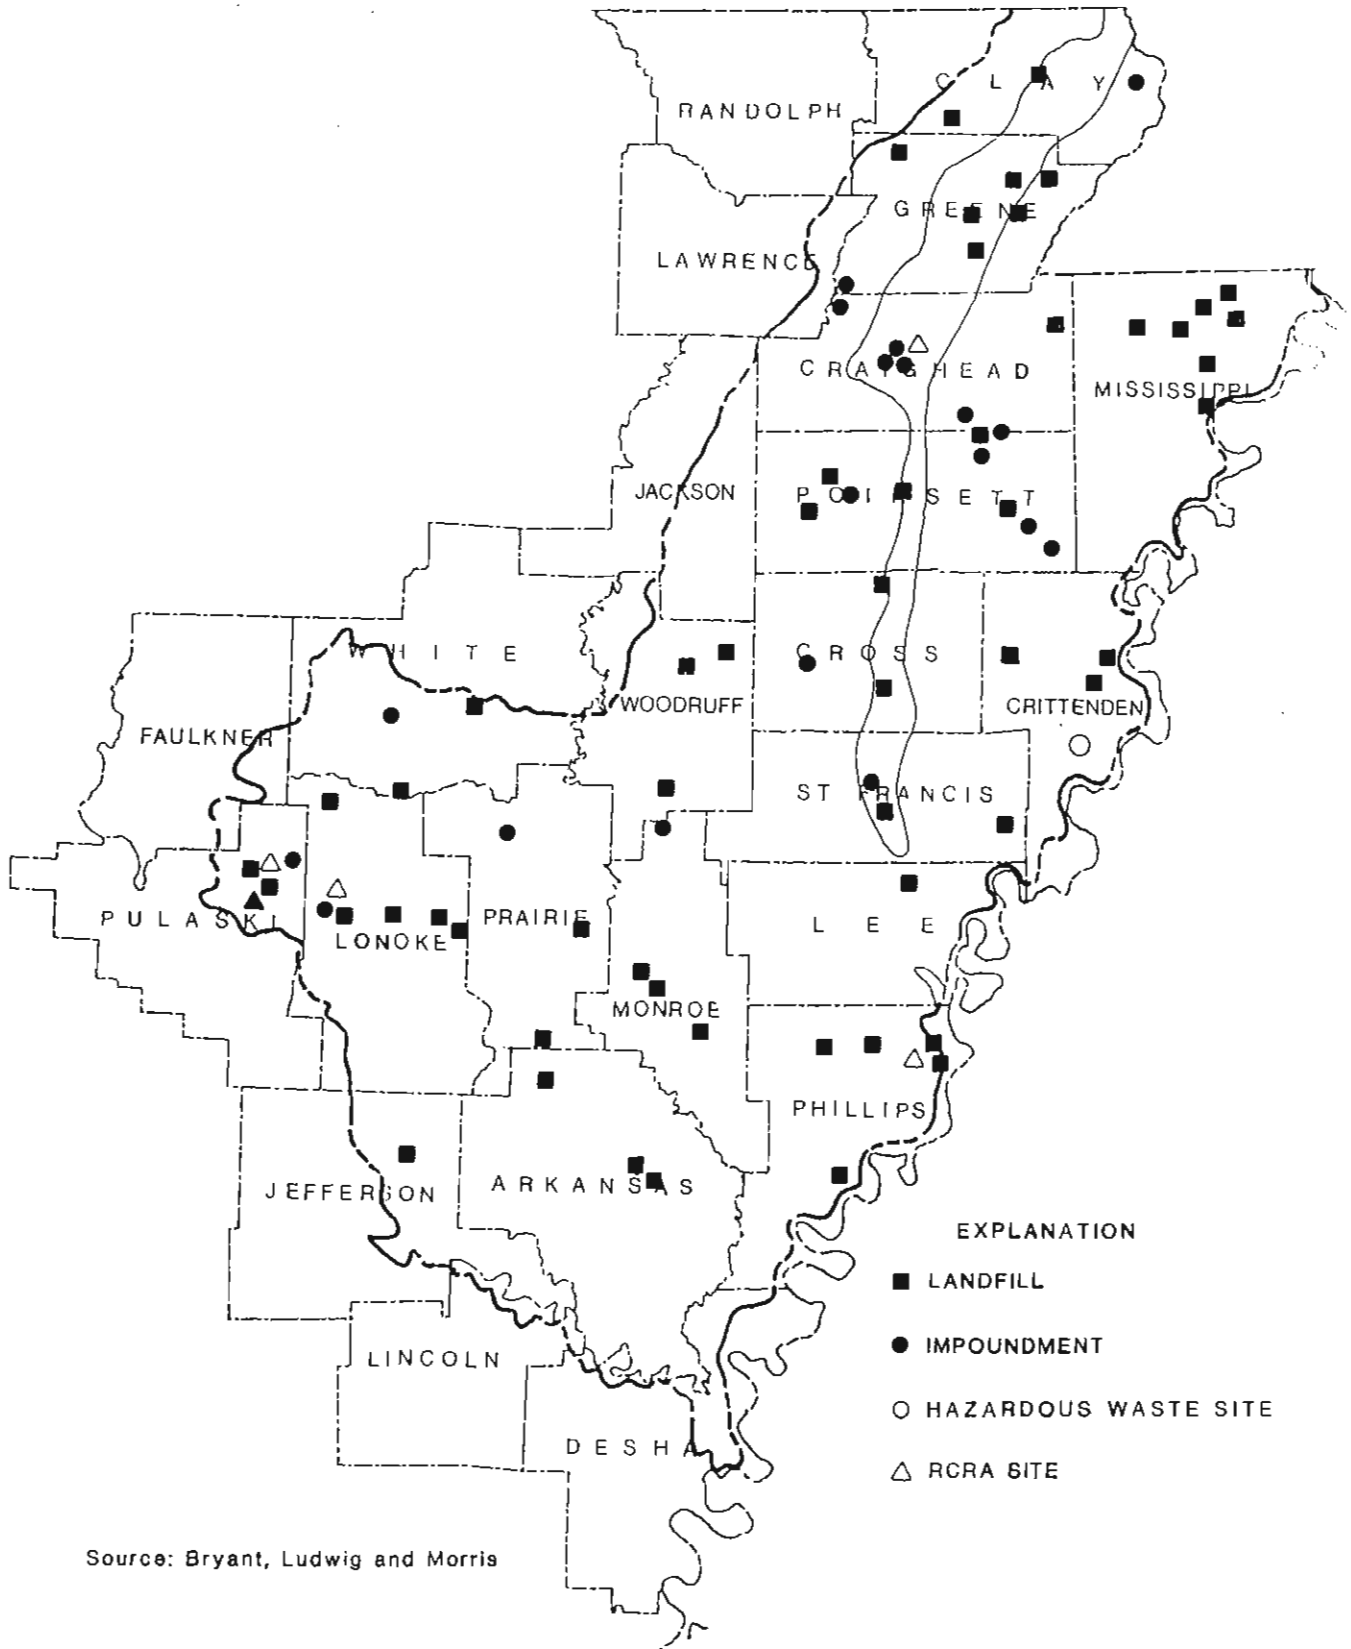 CLAY
RANDOLPH
GREENE
LAWRENCE
CRAIGHEAD
MISSISSIPPI
JACKSON
POINSETT
WHITE
CROSS
WOODRUFF
CRITTENDEN
FAULKNER
ST FRANCIS
PULASKI
LONOKE
PRAIRIE
LEE
MONROE
PHILLIPS
JEFFERSON
ARKANSAS
EXPLANATION
LANDFILL
IMPOUNDMENT
LINCOLN
HAZARDOUS WASTE SITE
DESHA
RCRA SITE
Source: Bryant, Ludwig and Morris